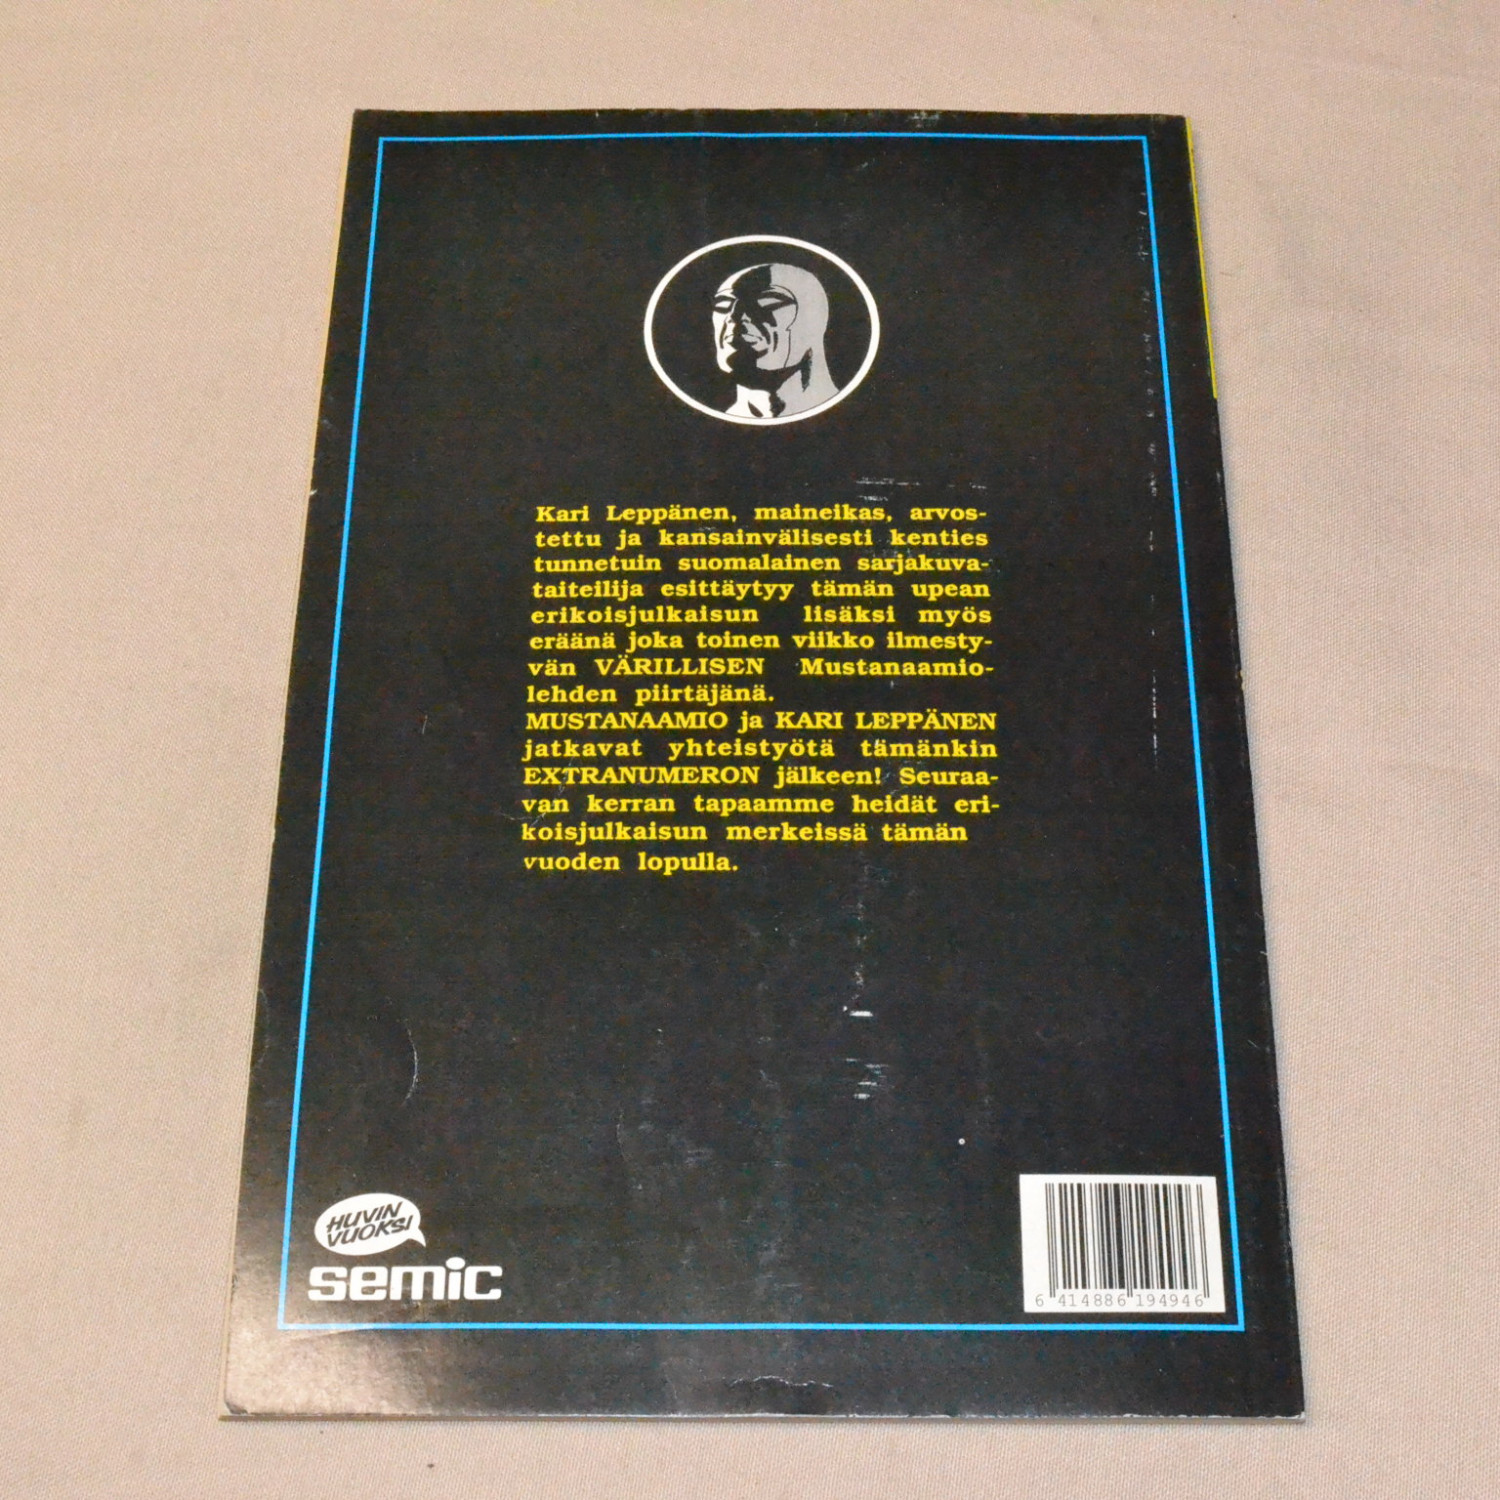 Kari Leppänen, maineikas, arvos-
tettu ja kansainvälisesti kenties
tunnetuin suomalainen sarjakuva-
taiteilija esittäytyy tämän upean
erikoisjulkaisun lisäksi myös
eräänä joka toinen viikko ilmesty-
vän VÄRILLISEN Mustanaamio-
lehden piirtäjänä.
MUSTANAAMIO ja KARI LEPPÄNEN
jatkavat yhteistyötä tämänkin
EXTRANUMERON jälkeen! Seuraa-
van kerran tapaamme heidät eri-
koisjulkaisun merkeissä tämän
vuoden lopulla.
HUVIN
VUOKSI
semic
6 414886 194946